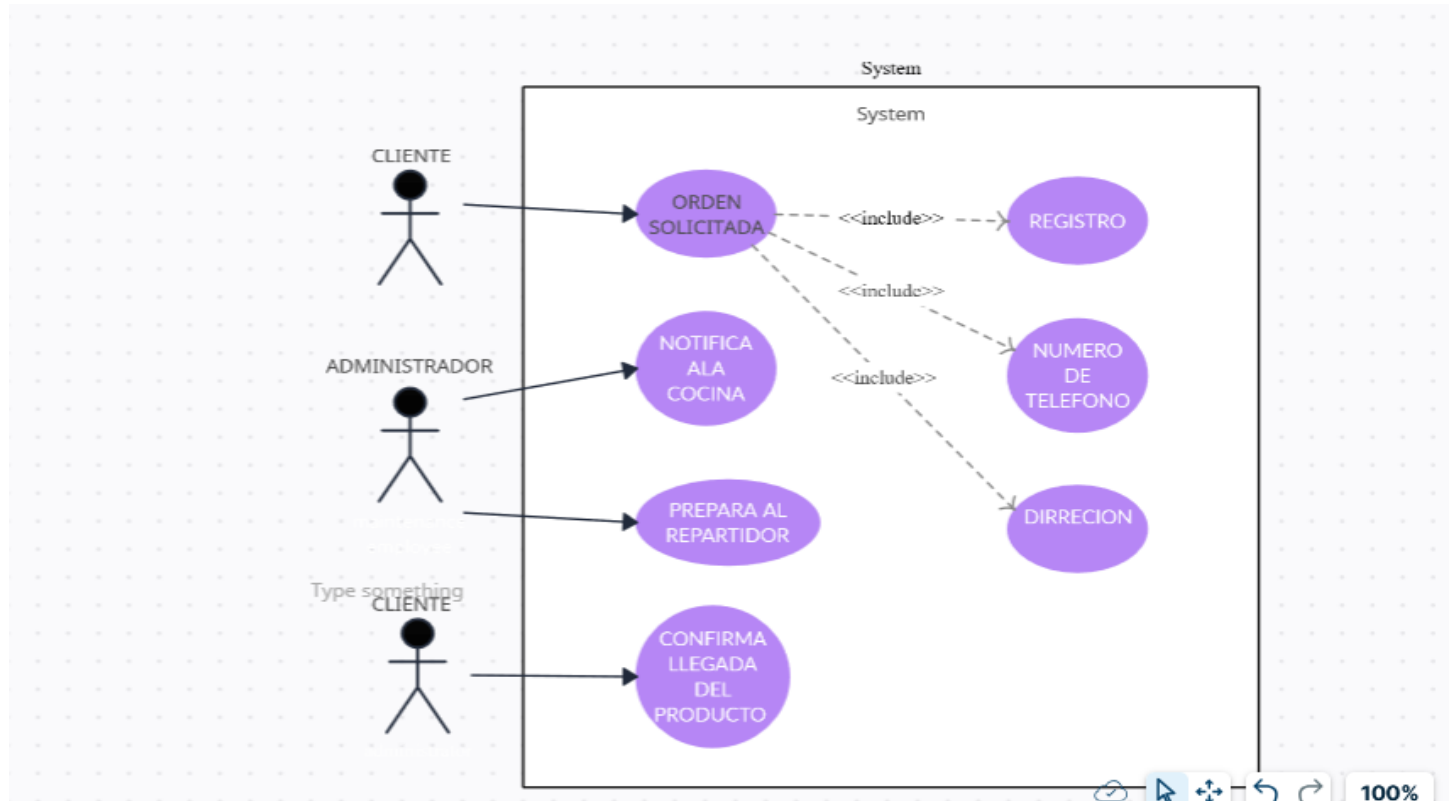 System
System
CLIENTE
ORDEN
SOLICITADA
<<include>>
REGISTRO
<<include>>
ADMINISTRADOR
NOTIFICA
ALA
COCINA
<<include>>
NUMERO
DE
TELEFONO
PREPARA AL
REPARTIDOR
DIRRECION
Type something
CLIENTE
CONFIRMA
LLEGADA
DEL
PRODUCTO
100%